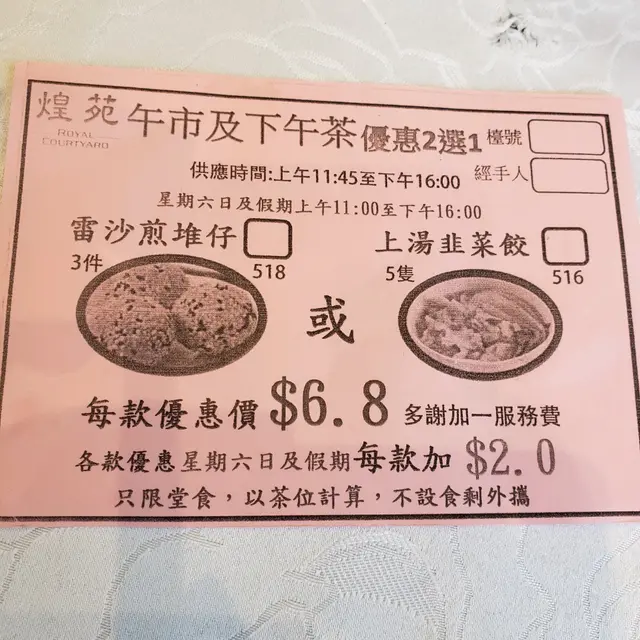 煌苑
ROYAL
COURTYARD
午市及下午茶優惠2選1
檯號
供應時間:上午11:45至下午16:00
經手人
星期六日及假期上午11:00至下午16:00
雷沙煎堆仔
3件
518
或
上湯韭菜餃
5隻
516
每款優惠價$6.8 多謝加一服務費
各款優惠星期六日及假期每款加 $2.0
只限堂食，以茶位計算，不設食剩外攜